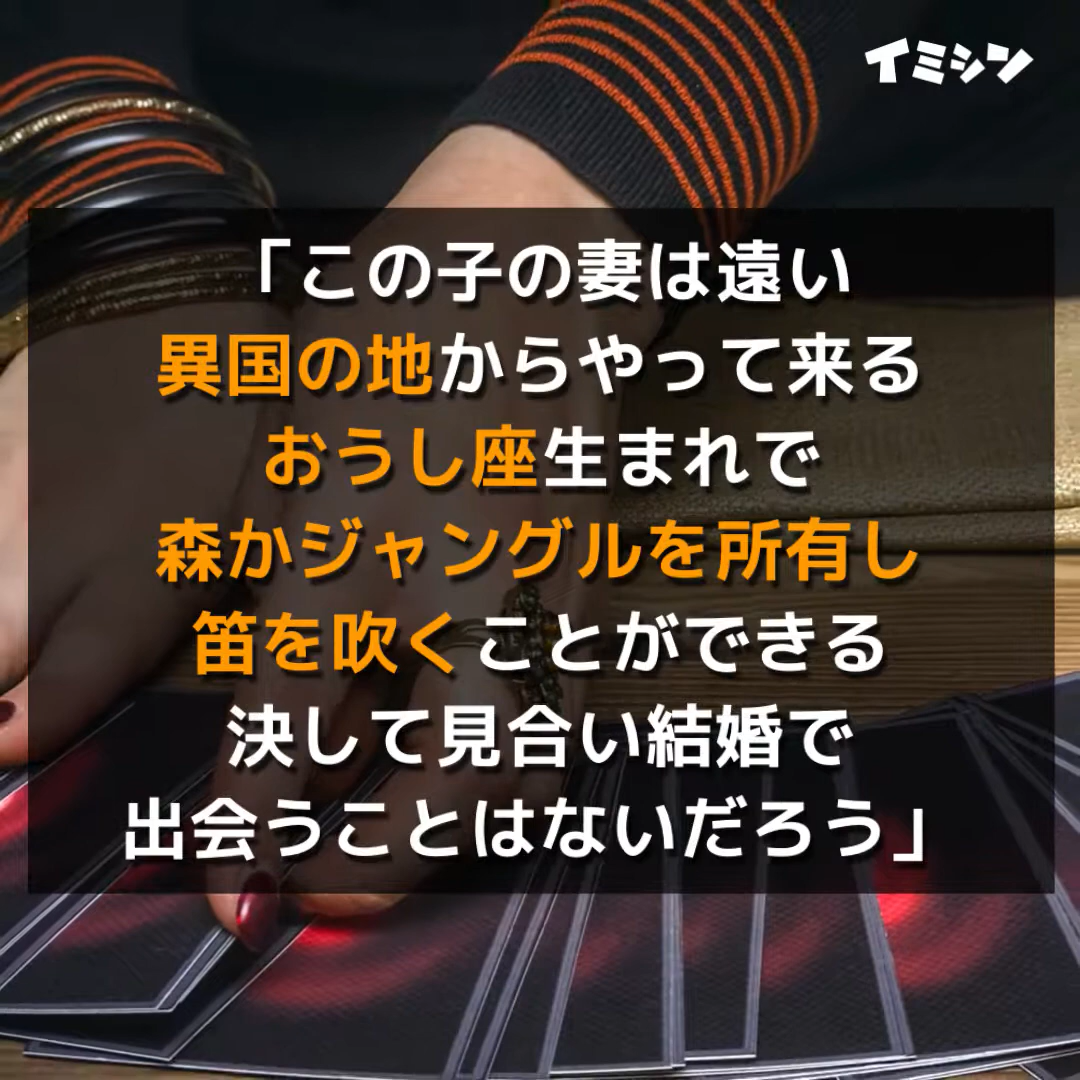 イミシン
「この子の妻は遠い
異国の地からやって来る
おうし座生まれで
森かジャングルを所有し
笛を吹くことができる
決して見合い結婚で
出会うことはないだろう」